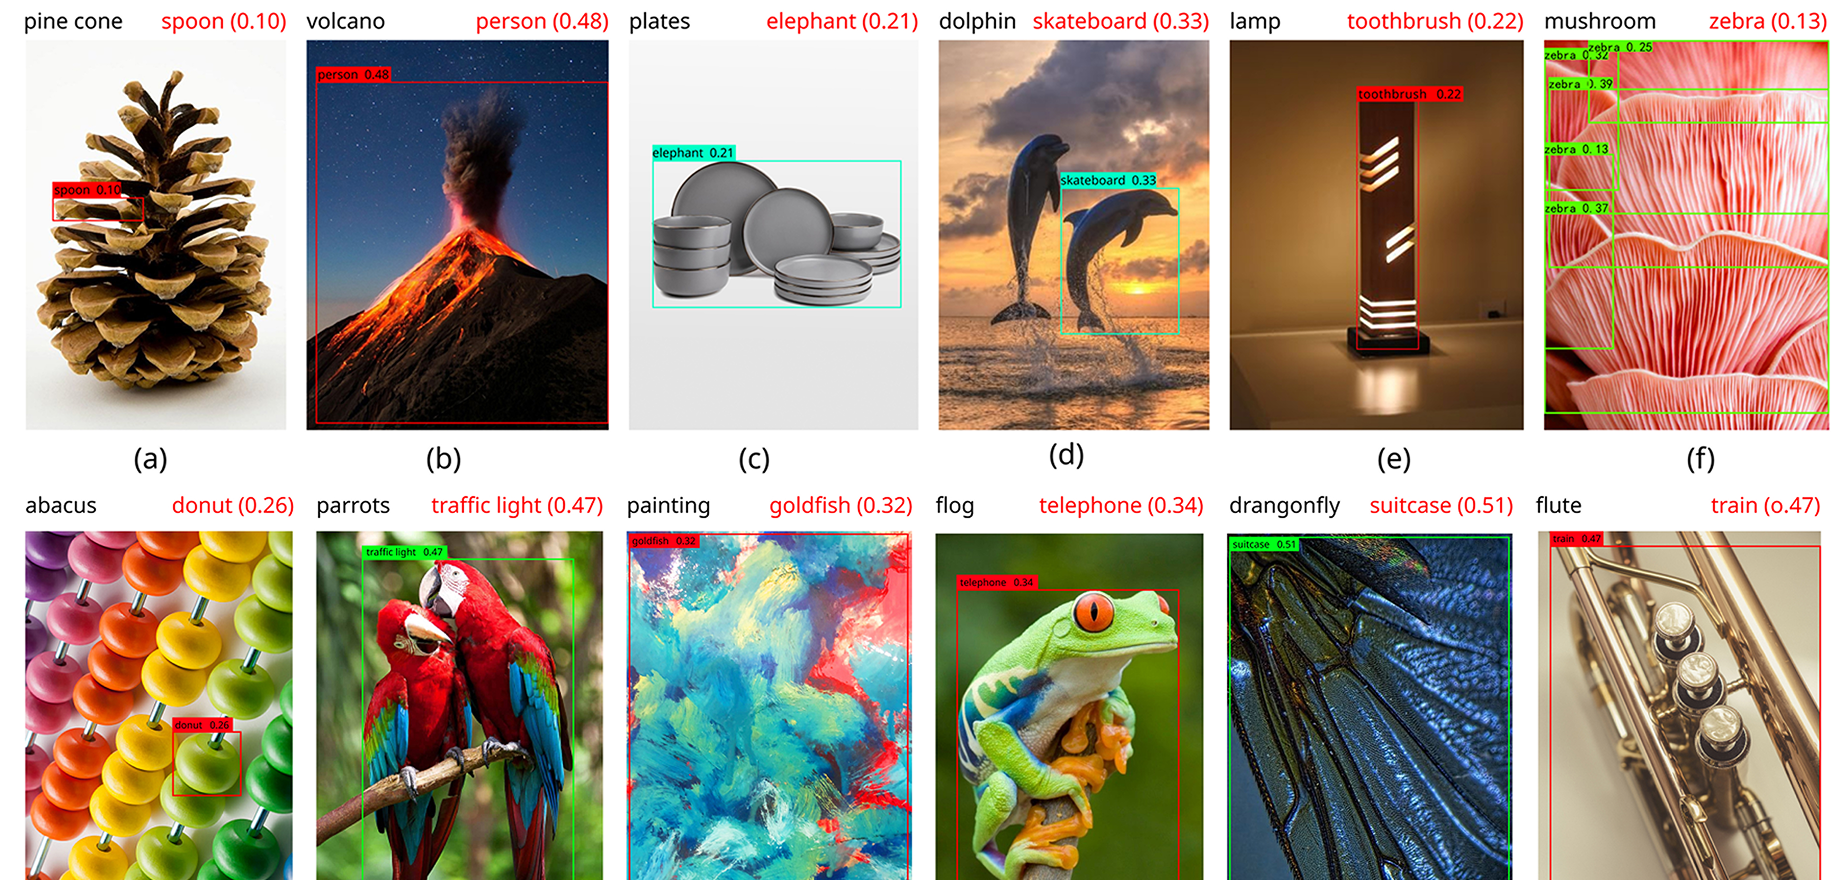 pine cone spoon (0.10)
volcano person (0.48)
plates elephant (0.21)
dolphin skateboard (0.33)
lamp toothbrush (0.22)
mushroom zebra (0.13)
spoon 0.10
person 0.48
elephant 0.21
skateboard 0.33
toothbrush 0.22
zebra 0.25
zebra 0.32
zebra 0.39
zebra 0.13
zebra 0.37
(a)
(b)
(c)
(d)
(e)
(f)
abacus donut (0.26)
parrots traffic light (0.47)
painting goldfish (0.32)
flog telephone (0.34)
drangonfly suitcase (0.51)
flute train (o.47)
donut 0.26
traffic light 0.47
goldfish 0.32
telephone 0.34
suitcase 0.51
train 0.47